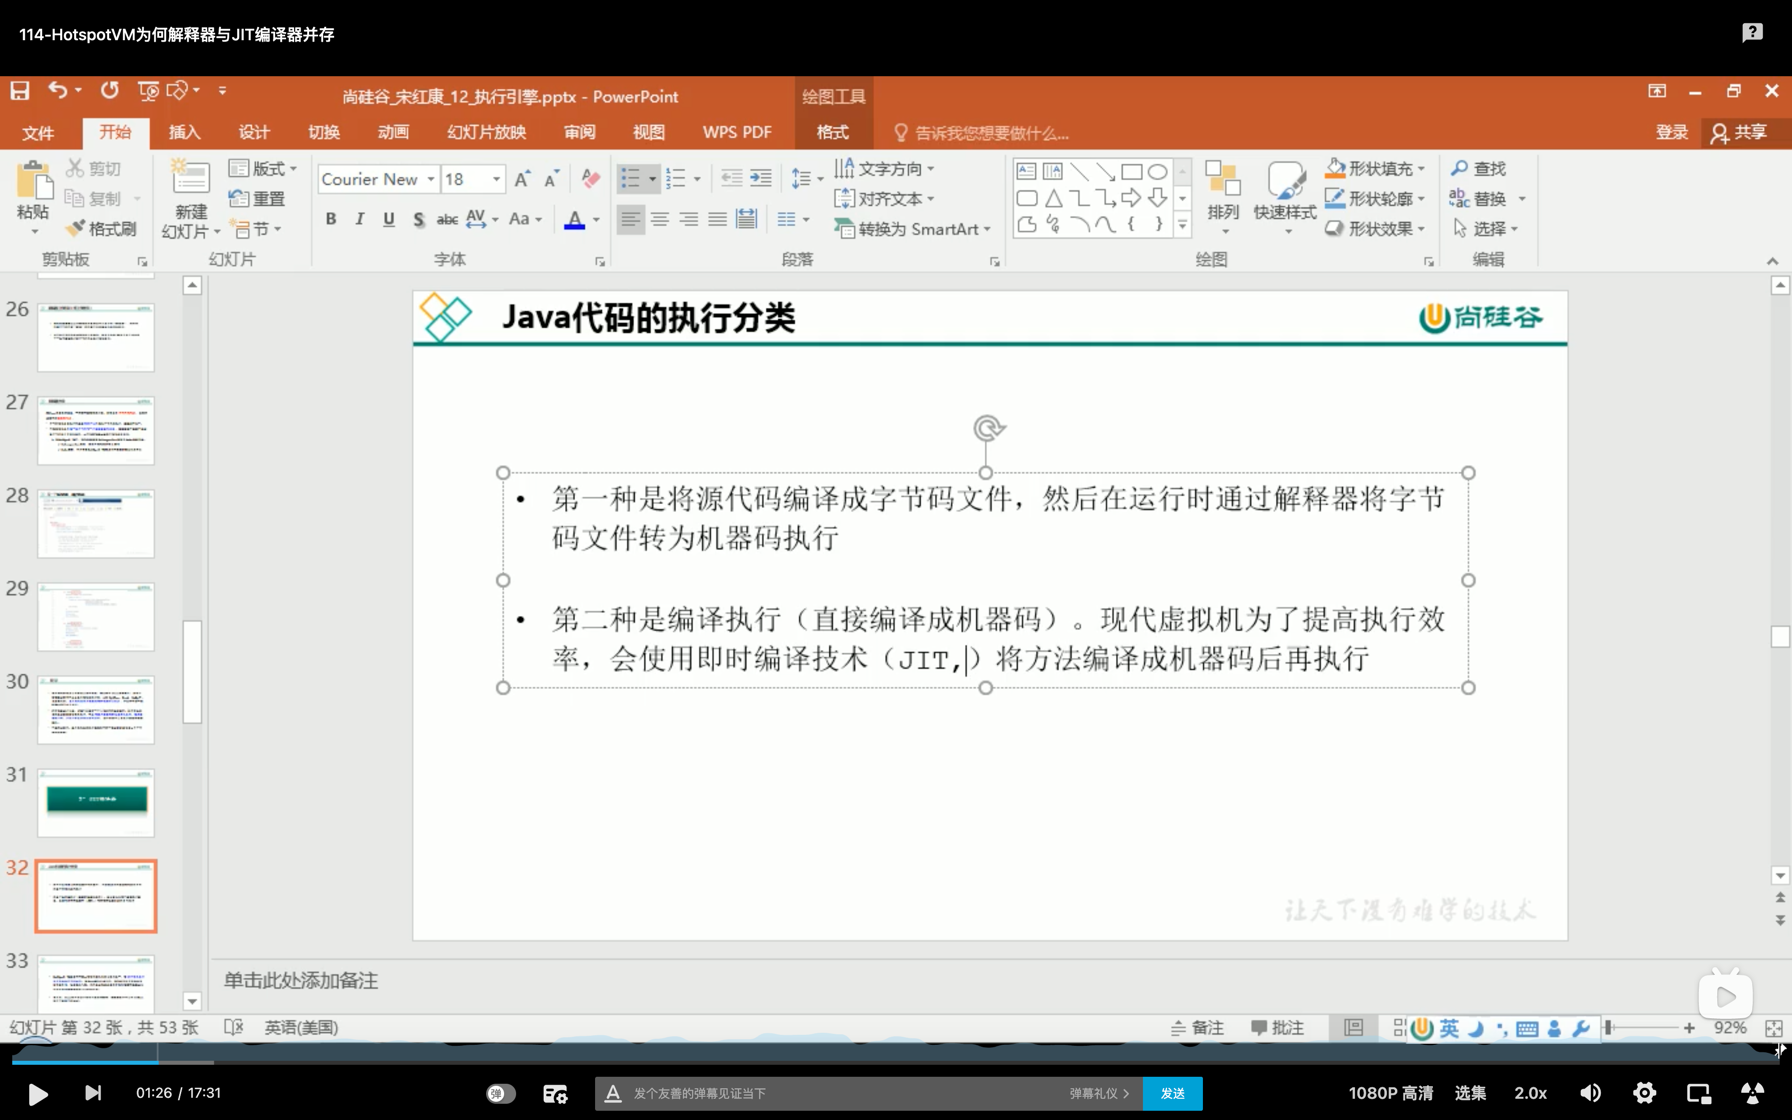 114-HotspotVM为何解释器与JIT编译器并存
尚硅谷_宋红康_12_执行引擎.pptx - PowerPoint
绘图工具
文件 开始 插入 设计 切换 动画 幻灯片放映 审阅 视图 WPS PDF 格式 告诉我您想要做什么... 登录 共享
粘贴
剪切
复制
格式刷
剪贴板
新建
幻灯片
版式
重置
节
幻灯片
Courier New 18
B I U S abc AV Aa A
字体
文字方向
对齐文本
转换为 SmartArt
段落
排列
快速样式
形状填充
形状轮廓
形状效果
绘图
查找
替换
选择
编辑
26
27
28
29
30
31
32
33
Java代码的执行分类
尚硅谷
• 第一种是将源代码编译成字节码文件，然后在运行时通过解释器将字节
码文件转为机器码执行
• 第二种是编译执行（直接编译成机器码）。现代虚拟机为了提高执行效
率，会使用即时编译技术（JIT,）将方法编译成机器码后再执行
让天下没有难学的技术
单击此处添加备注
幻灯片 第 32 张，共 53 张 英语(美国) 备注 批注 英 92%
01:26 / 17:31 弹 发个友善的弹幕见证当下 弹幕礼仪 发送 1080P 高清 选集 2.0x